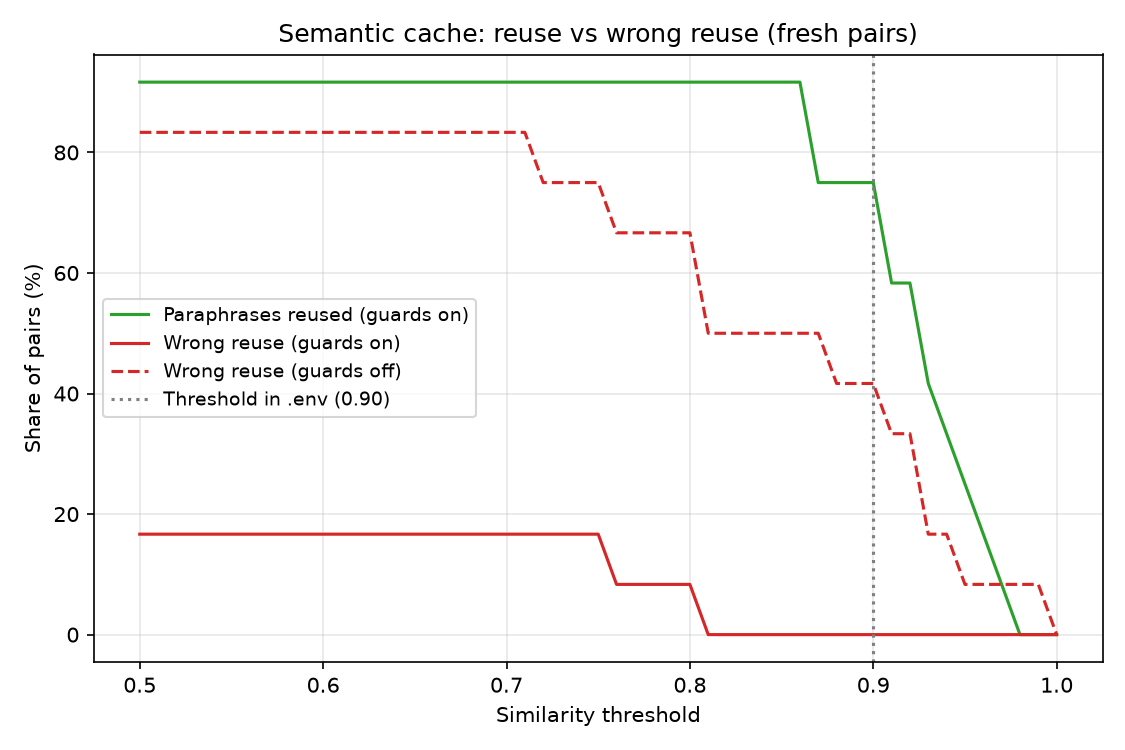 Semantic cache: reuse vs wrong reuse (fresh pairs)
Share of pairs (%)
80
60
40
20
0
Paraphrases reused (guards on)
Wrong reuse (guards on)
Wrong reuse (guards off)
Threshold in .env (0.90)
0.5 0.6 0.7 0.8 0.9 1.0
Similarity threshold